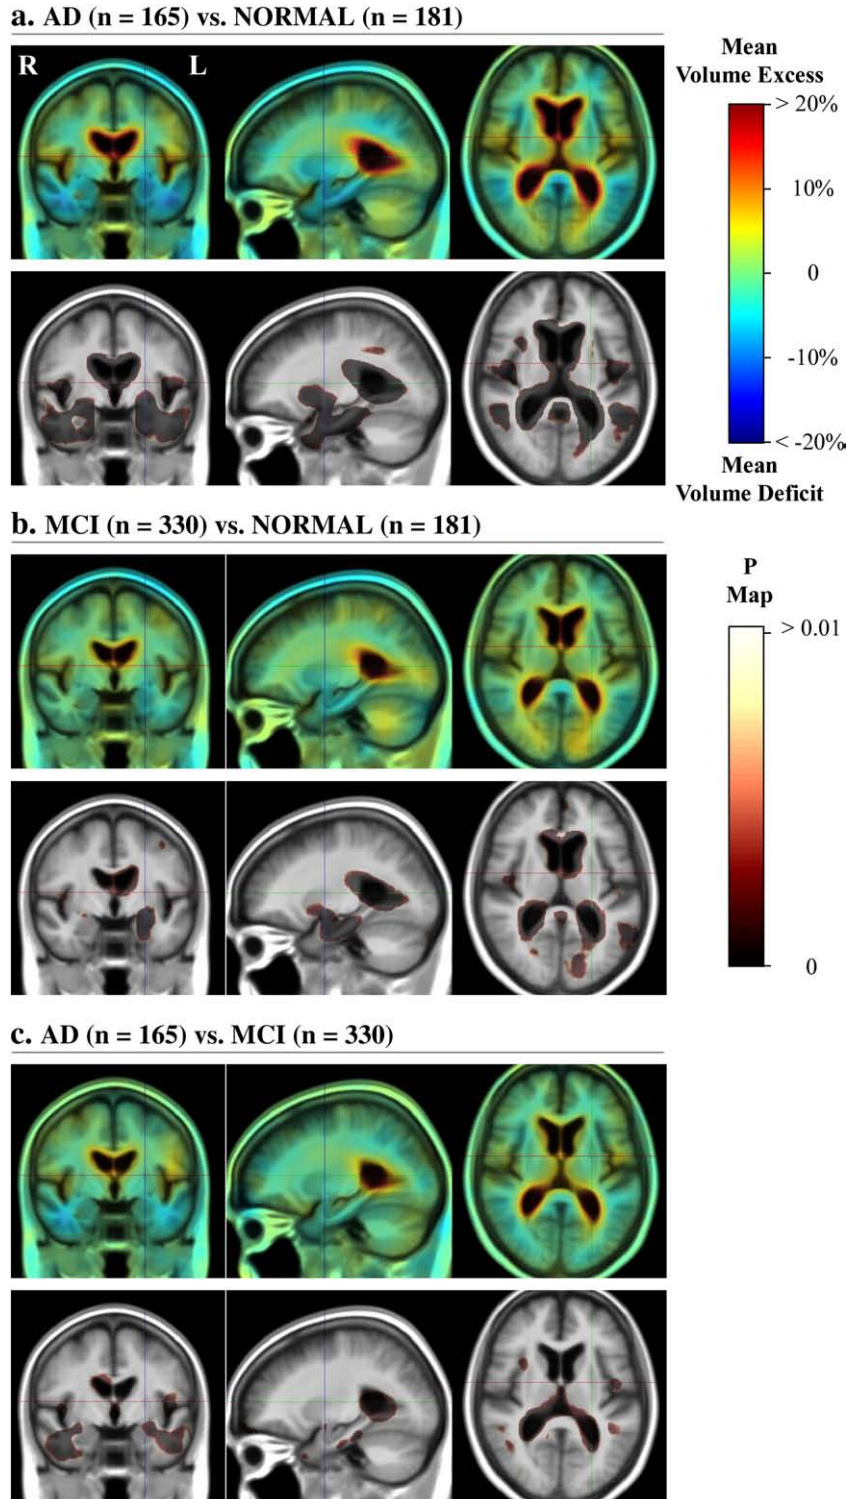 a. AD (n = 165) vs. NORMAL (n = 181)
R
L
Mean
Volume Excess
> 20%
10%
0
-10%
< -20%
Mean
Volume Deficit
b. MCI (n = 330) vs. NORMAL (n = 181)
P
Map
> 0.01
0
c. AD (n = 165) vs. MCI (n = 330)